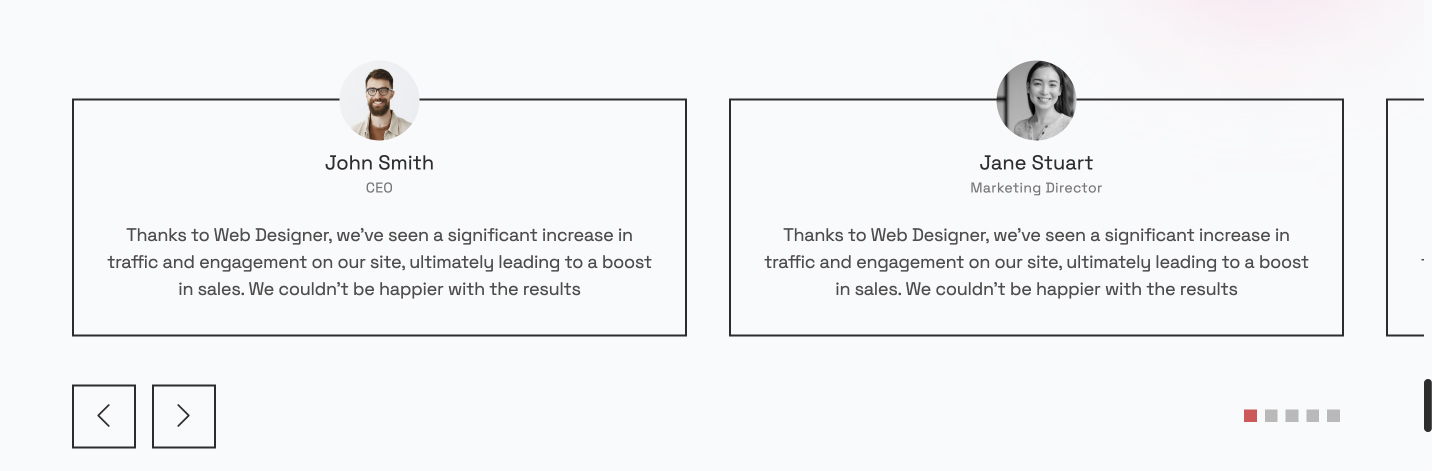 John Smith
CEO
Thanks to Web Designer, we’ve seen a significant increase in
traffic and engagement on our site, ultimately leading to a boost
in sales. We couldn’t be happier with the results
Jane Stuart
Marketing Director
Thanks to Web Designer, we’ve seen a significant increase in
traffic and engagement on our site, ultimately leading to a boost
in sales. We couldn’t be happier with the results